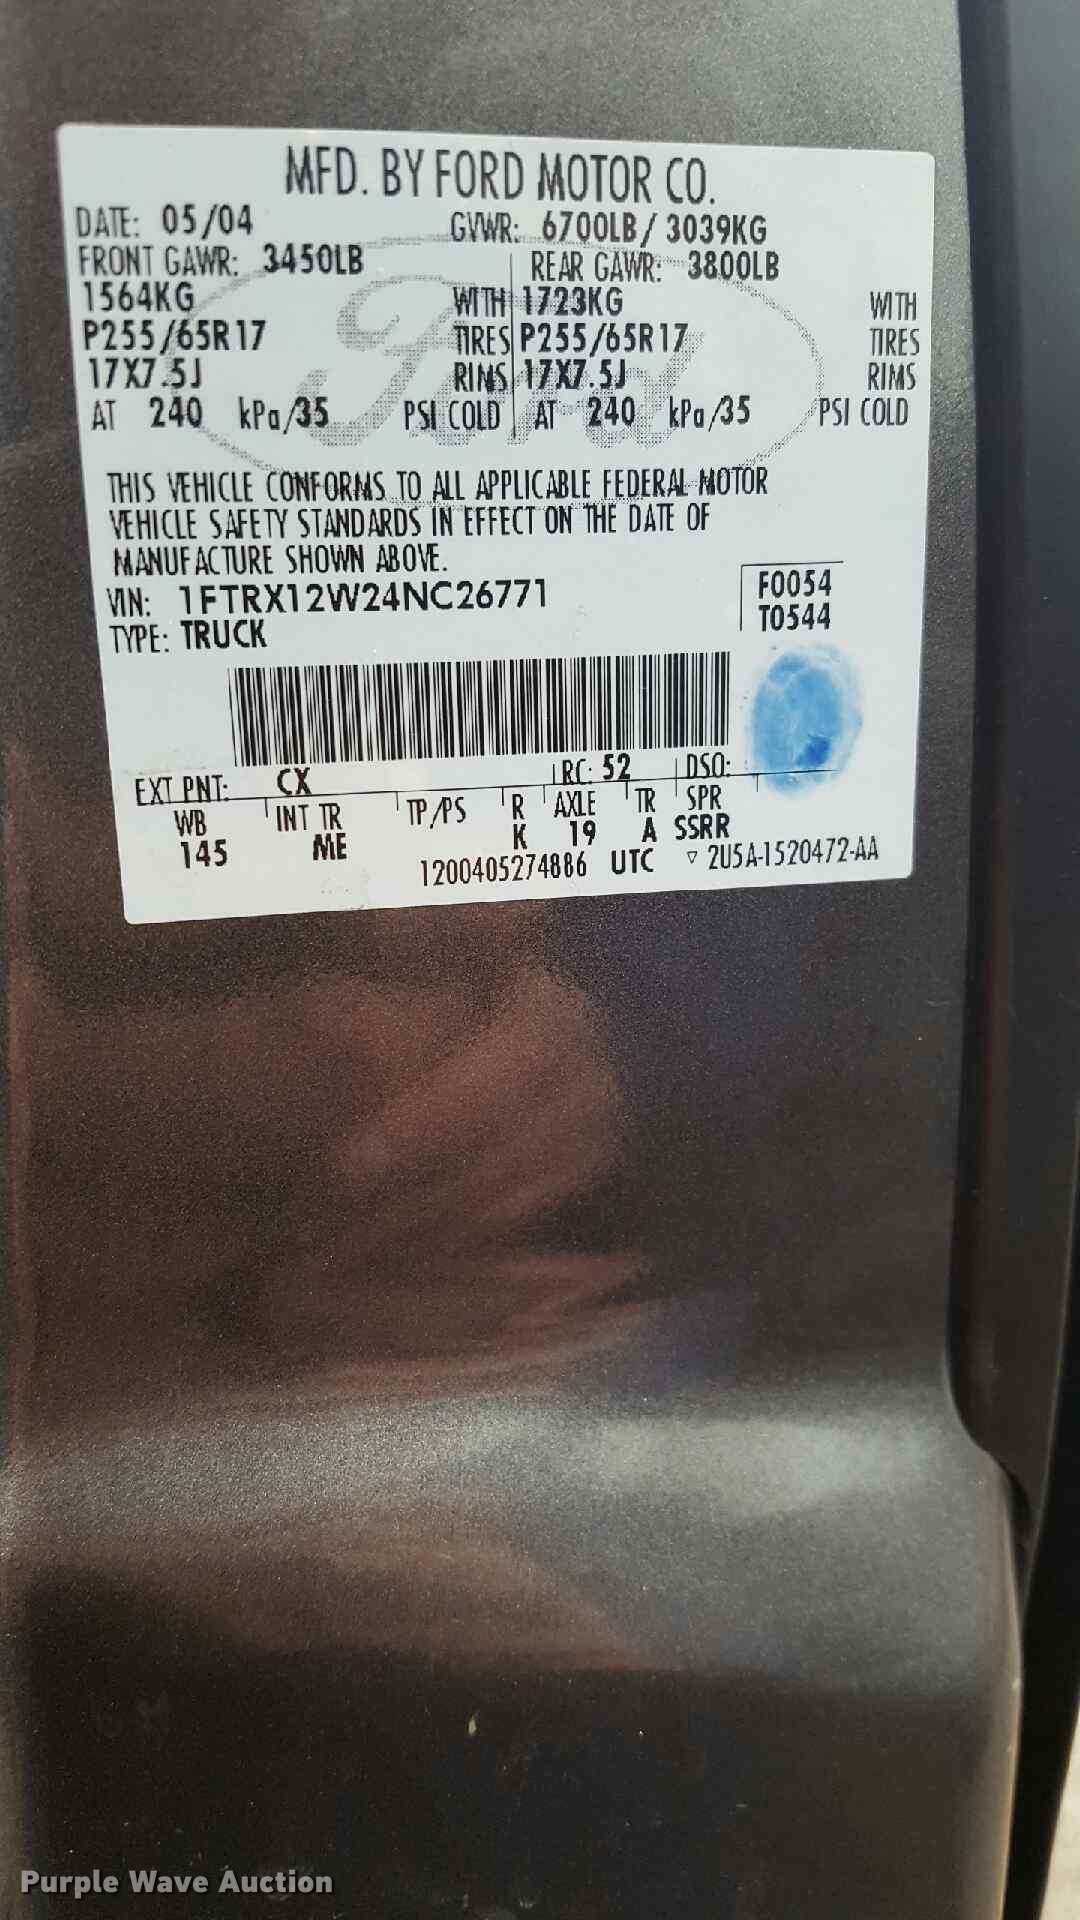 MFD. BY FORD MOTOR CO.
DATE: 05/04 GVWR: 6700LB/ 3039KG
FRONT GAWR: 3450LB REAR GAWR: 3800LB
1564KG WITH 1723KG WITH
P255/65R17 TIRES P255/65R17 TIRES
17X7.5J RIMS 17X7.5J RIMS
AT 240 kPa/35 PSI COLD AT 240 kPa/35 PSI COLD
Ford
THIS VEHICLE CONFORMS TO ALL APPLICABLE FEDERAL MOTOR
VEHICLE SAFETY STANDARDS IN EFFECT ON THE DATE OF
MANUFACTURE SHOWN ABOVE.
VIN: 1FTRX12W24NC26771 F0054
TYPE: TRUCK T0544
EXT PNT: CX RC: 52 DSO:
WB INT TR TP/PS R AXLE TR SPR
145 ME K 19 A SSRR
1200405274886 UTC ▽ 2U5A-1520472-AA
Purple Wave Auction